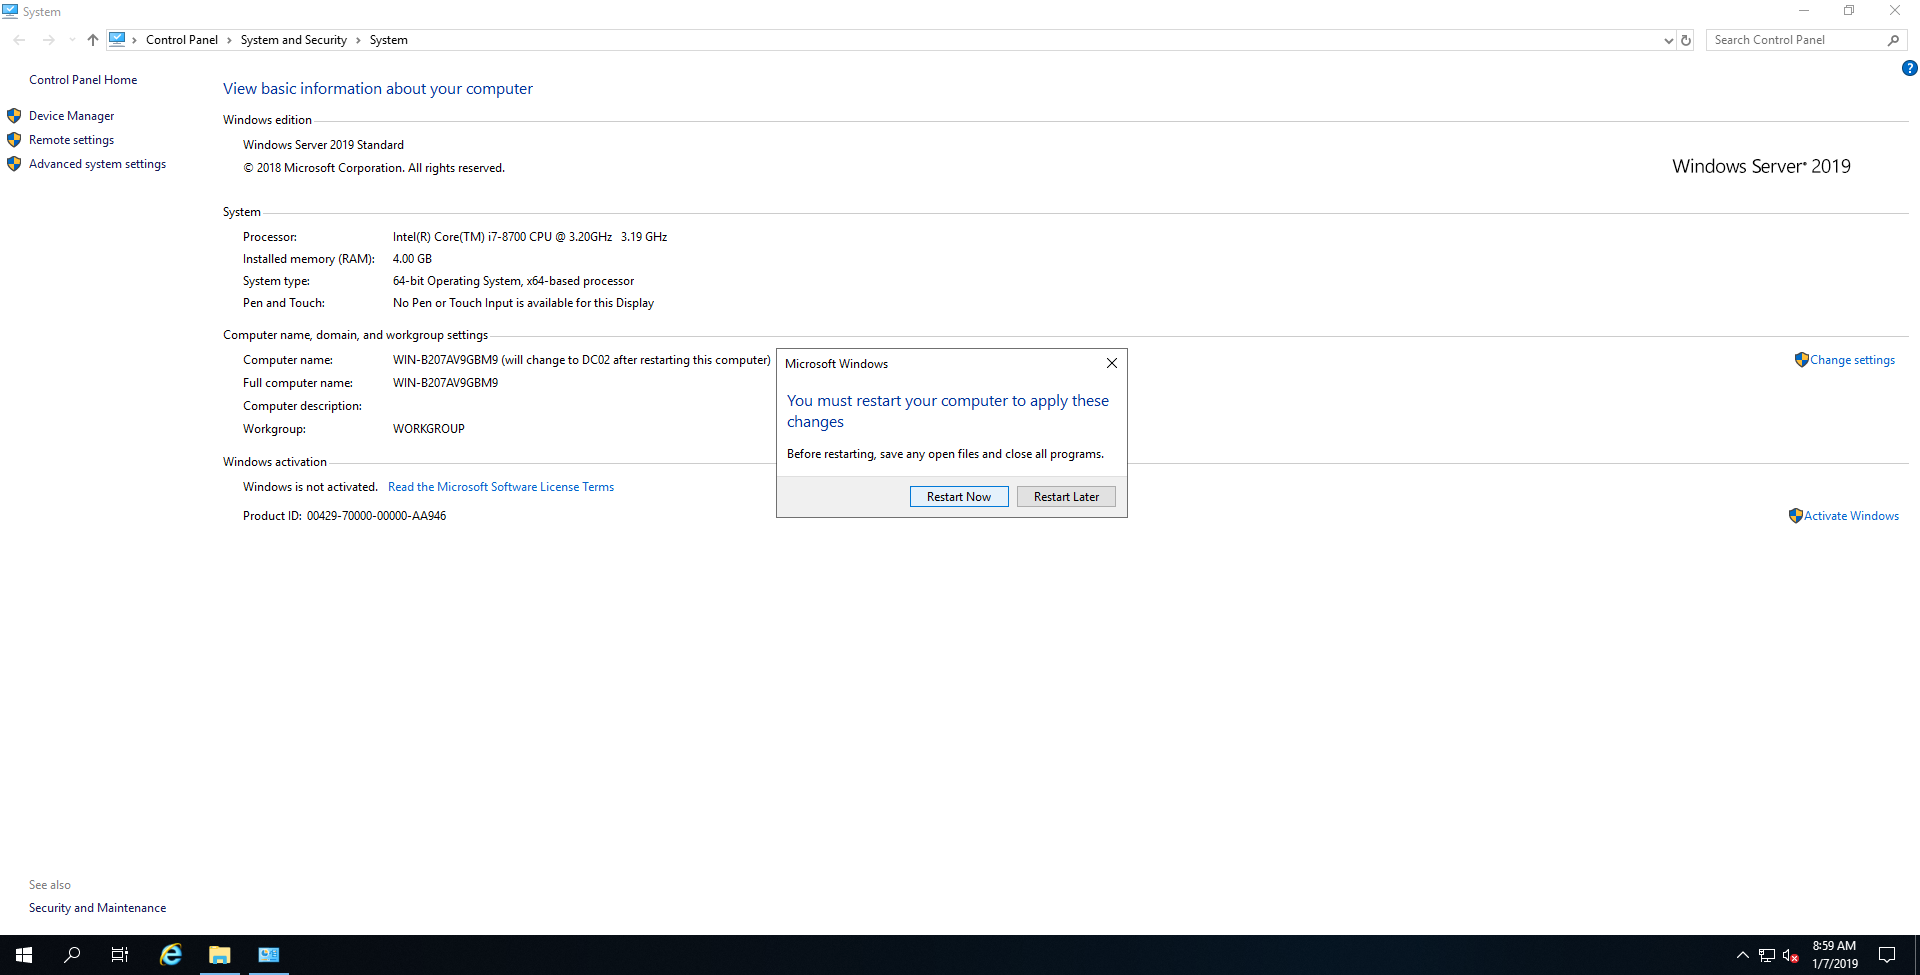 System
Control Panel > System and Security > System
Search Control Panel
Control Panel Home
Device Manager
Remote settings
Advanced system settings
View basic information about your computer
Windows edition
Windows Server 2019 Standard
© 2018 Microsoft Corporation. All rights reserved.
Windows Server® 2019
System
Processor: Intel(R) Core(TM) i7-8700 CPU @ 3.20GHz 3.19 GHz
Installed memory (RAM): 4.00 GB
System type: 64-bit Operating System, x64-based processor
Pen and Touch: No Pen or Touch Input is available for this Display
Computer name, domain, and workgroup settings
Computer name: WIN-B207AV9GBM9 (will change to DC02 after restarting this computer)
Change settings
Full computer name: WIN-B207AV9GBM9
Computer description:
Workgroup: WORKGROUP
Windows activation
Windows is not activated. Read the Microsoft Software License Terms
Product ID: 00429-70000-00000-AA946
Activate Windows
Microsoft Windows
You must restart your computer to apply these
changes
Before restarting, save any open files and close all programs.
Restart Now
Restart Later
See also
Security and Maintenance
8:59 AM
1/7/2019